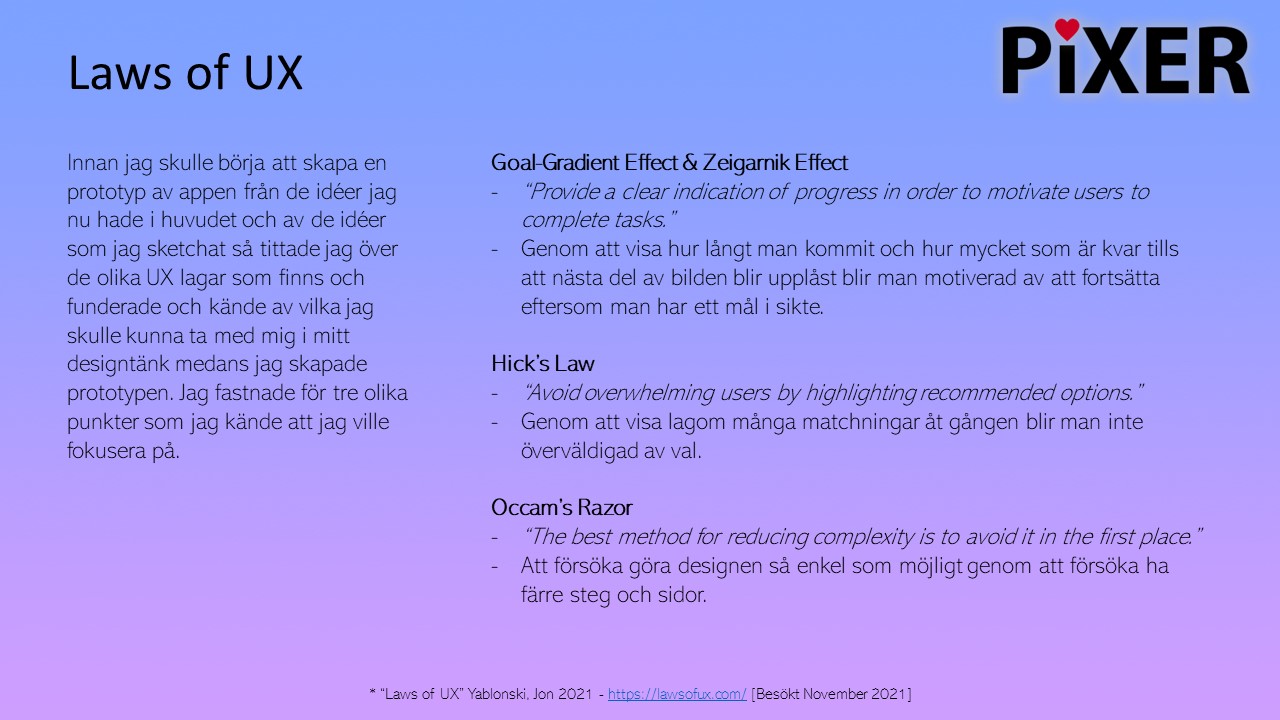 Laws of UX
PiXER
Innan jag skulle börja att skapa en
prototyp av appen från de idéer jag
nu hade i huvudet och av de idéer
som jag sketchat så tittade jag över
de olika UX lagar som finns och
funderade och kände av vilka jag
skulle kunna ta med mig i mitt
designtänk medans jag skapade
prototypen. Jag fastnade för tre olika
punkter som jag kände att jag ville
fokusera på.
Goal-Gradient Effect & Zeigarnik Effect
- “Provide a clear indication of progress in order to motivate users to
complete tasks.”
- Genom att visa hur långt man kommit och hur mycket som är kvar tills
att nästa del av bilden blir upplåst blir man motiverad av att fortsätta
eftersom man har ett mål i sikte.
Hick’s Law
- “Avoid overwhelming users by highlighting recommended options.”
- Genom att visa lagom många matchningar åt gången blir man inte
överväldigad av val.
Occam’s Razor
- “The best method for reducing complexity is to avoid it in the first place.”
- Att försöka göra designen så enkel som möjligt genom att försöka ha
färre steg och sidor.
* “Laws of UX” Yablonski, Jon 2021 - https://lawsofux.com/ [Besökt November 2021]